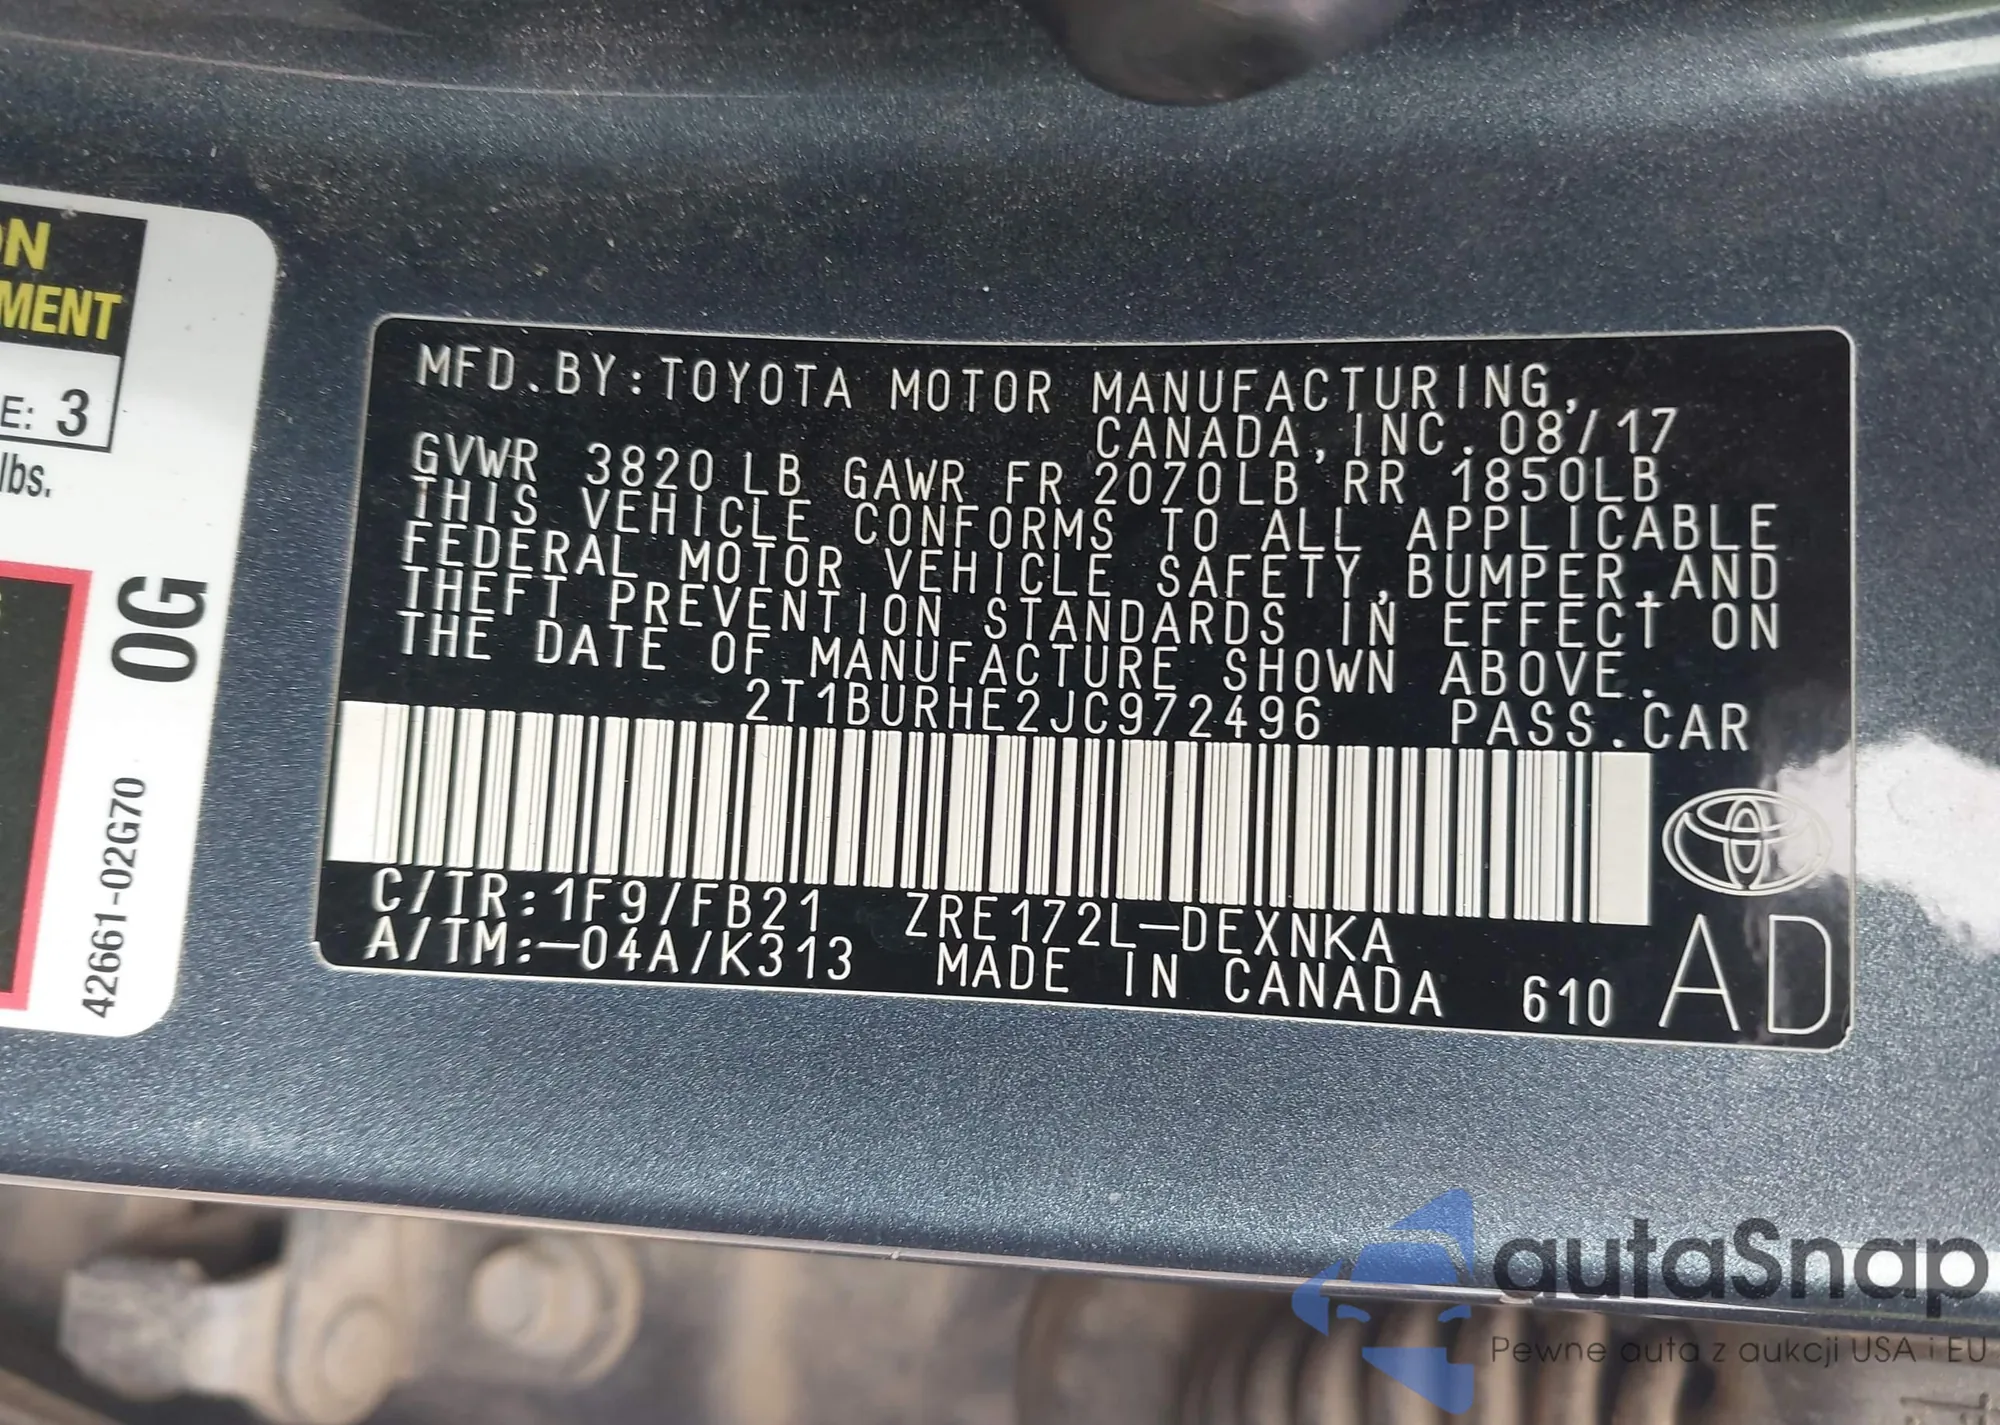 ON
MENT
E: 3
lbs.
0G
42661-02G70
MFD.BY:TOYOTA MOTOR MANUFACTURING,
CANADA,INC.08/17
GVWR 3820LB GAWR FR 2070LB RR 1850LB
THIS VEHICLE CONFORMS TO ALL APPLICABLE
FEDERAL MOTOR VEHICLE SAFETY,BUMPER,AND
THEFT PREVENTION STANDARDS IN EFFECT ON
THE DATE OF MANUFACTURE SHOWN ABOVE.
2T1BURHE2JC972496 PASS.CAR
C/TR:1F9/FB21 ZRE172L-DEXNKA
A/TM:-04A/K313 MADE IN CANADA 610 AD
autaSnap
Pewne auta z aukcji USA i EU